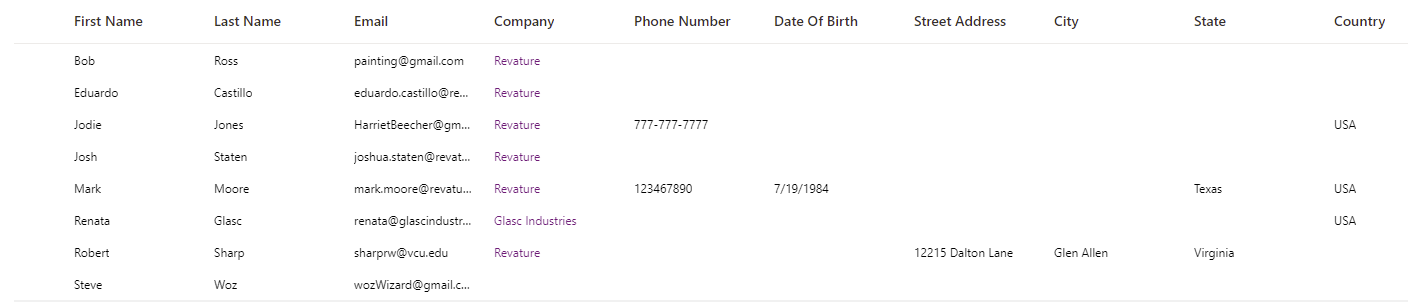 First Name Last Name Email Company Phone Number Date Of Birth Street Address City State Country
Bob Ross painting@gmail.com Revature
Eduardo Castillo eduardo.castillo@re... Revature
Jodie Jones HarrietBeecher@gm... Revature 777-777-7777 USA
Josh Staten joshua.staten@revat... Revature
Mark Moore mark.moore@revatu... Revature 123467890 7/19/1984 Texas USA
Renata Glasc renata@glascindustr... Glasc Industries USA
Robert Sharp sharprw@vcu.edu Revature 12215 Dalton Lane Glen Allen Virginia
Steve Woz wozWizard@gmail.c...